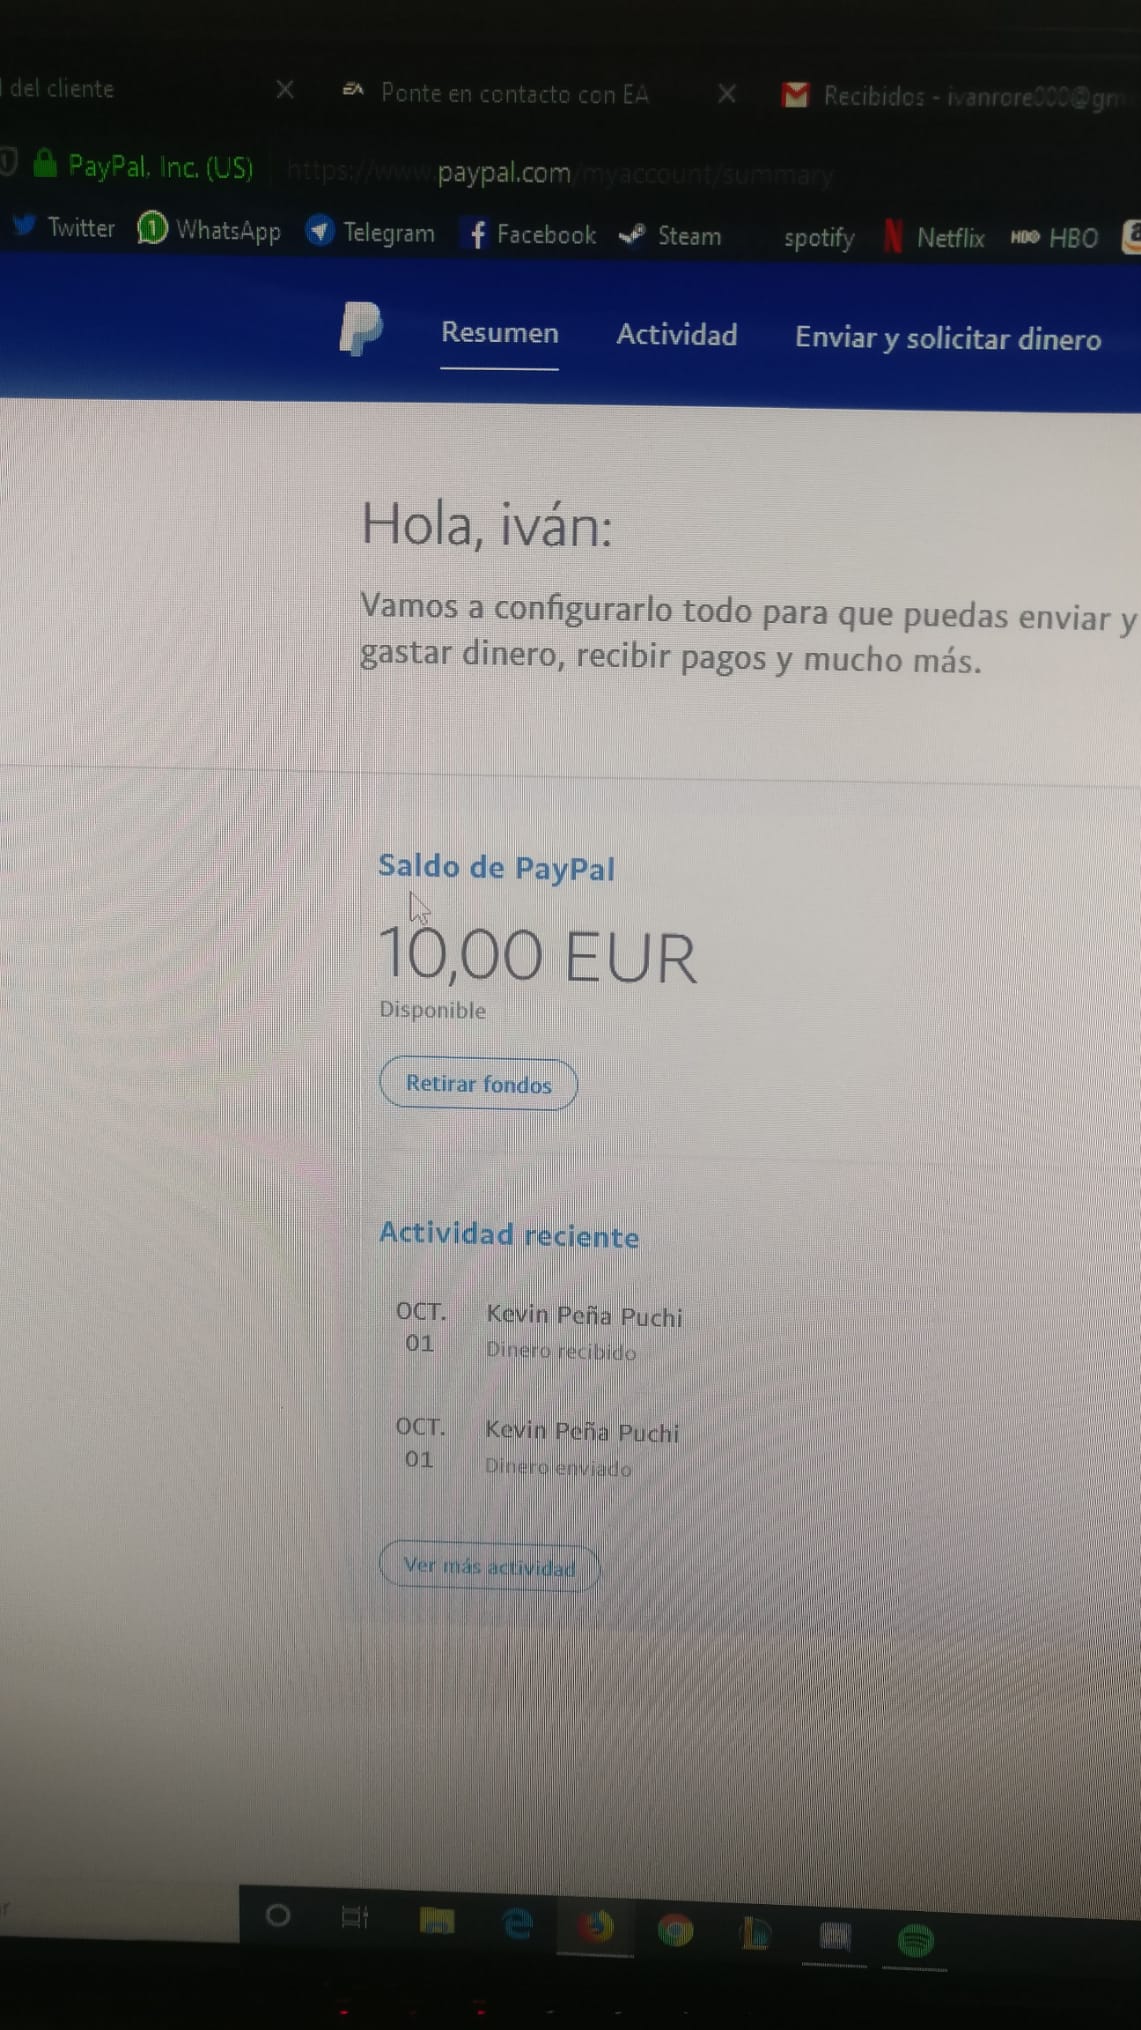 del cliente
Ponte en contacto con EA
Recibidos - ivanrore000@gm
PayPal, Inc. (US)
https://www.paypal.com/myaccount/summary
Twitter
WhatsApp
Telegram
Facebook
Steam
spotify
Netflix
HBO HBO
Resumen
Actividad
Enviar y solicitar dinero
Hola, iván:
Vamos a configurarlo todo para que puedas enviar y
gastar dinero, recibir pagos y mucho más.
Saldo de PayPal
10,00 EUR
Disponible
Retirar fondos
Actividad reciente
OCT.
01
Kevin Peña Puchi
Dinero recibido
OCT.
01
Kevin Peña Puchi
Dinero enviado
Ver más actividad